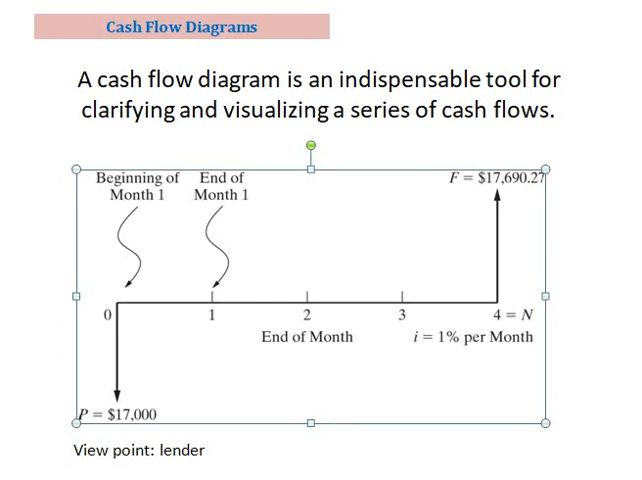 Cash Flow Diagrams
A cash flow diagram is an indispensable tool for
clarifying and visualizing a series of cash flows.
Beginning of
Month 1
End of
Month 1
F = $17,690.27
0
1
2
3
4 = N
End of Month
i = 1% per Month
P = $17,000
View point: lender